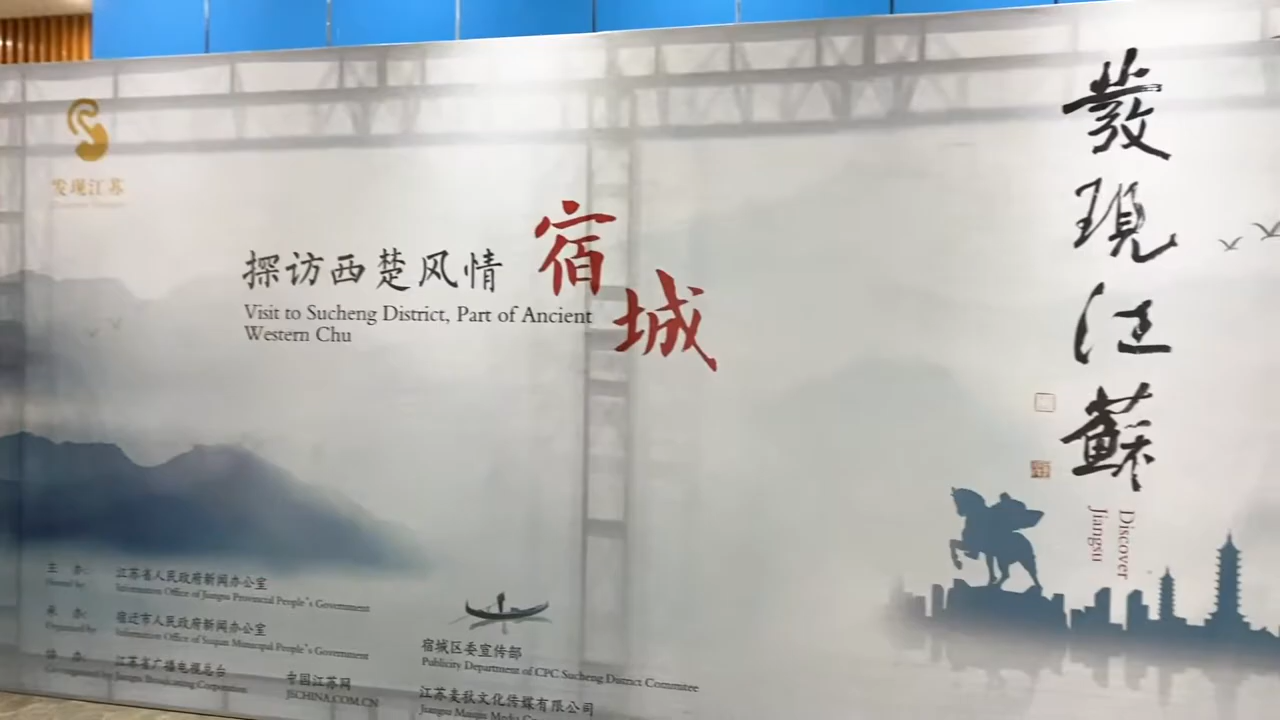 发现江苏
探访西楚风情
宿城
Visit to Sucheng District, Part of Ancient
Western Chu
發現江蘇
Discover
Jiangsu
主 办:
Hosted by
江苏省人民政府新闻办公室
Information Office of Jiangsu Provincial People's Government
承 办:
Organized by
宿迁市人民政府新闻办公室
Information Office of Suqian Municipal People's Government
宿城区委宣传部
Publicity Department of CPC Sucheng District Committee
协 办:
江苏省广播电视总台
Jiangsu Broadcasting Corporation
中国江苏网
JSCHINA.COM.CN
文化传媒有限公司